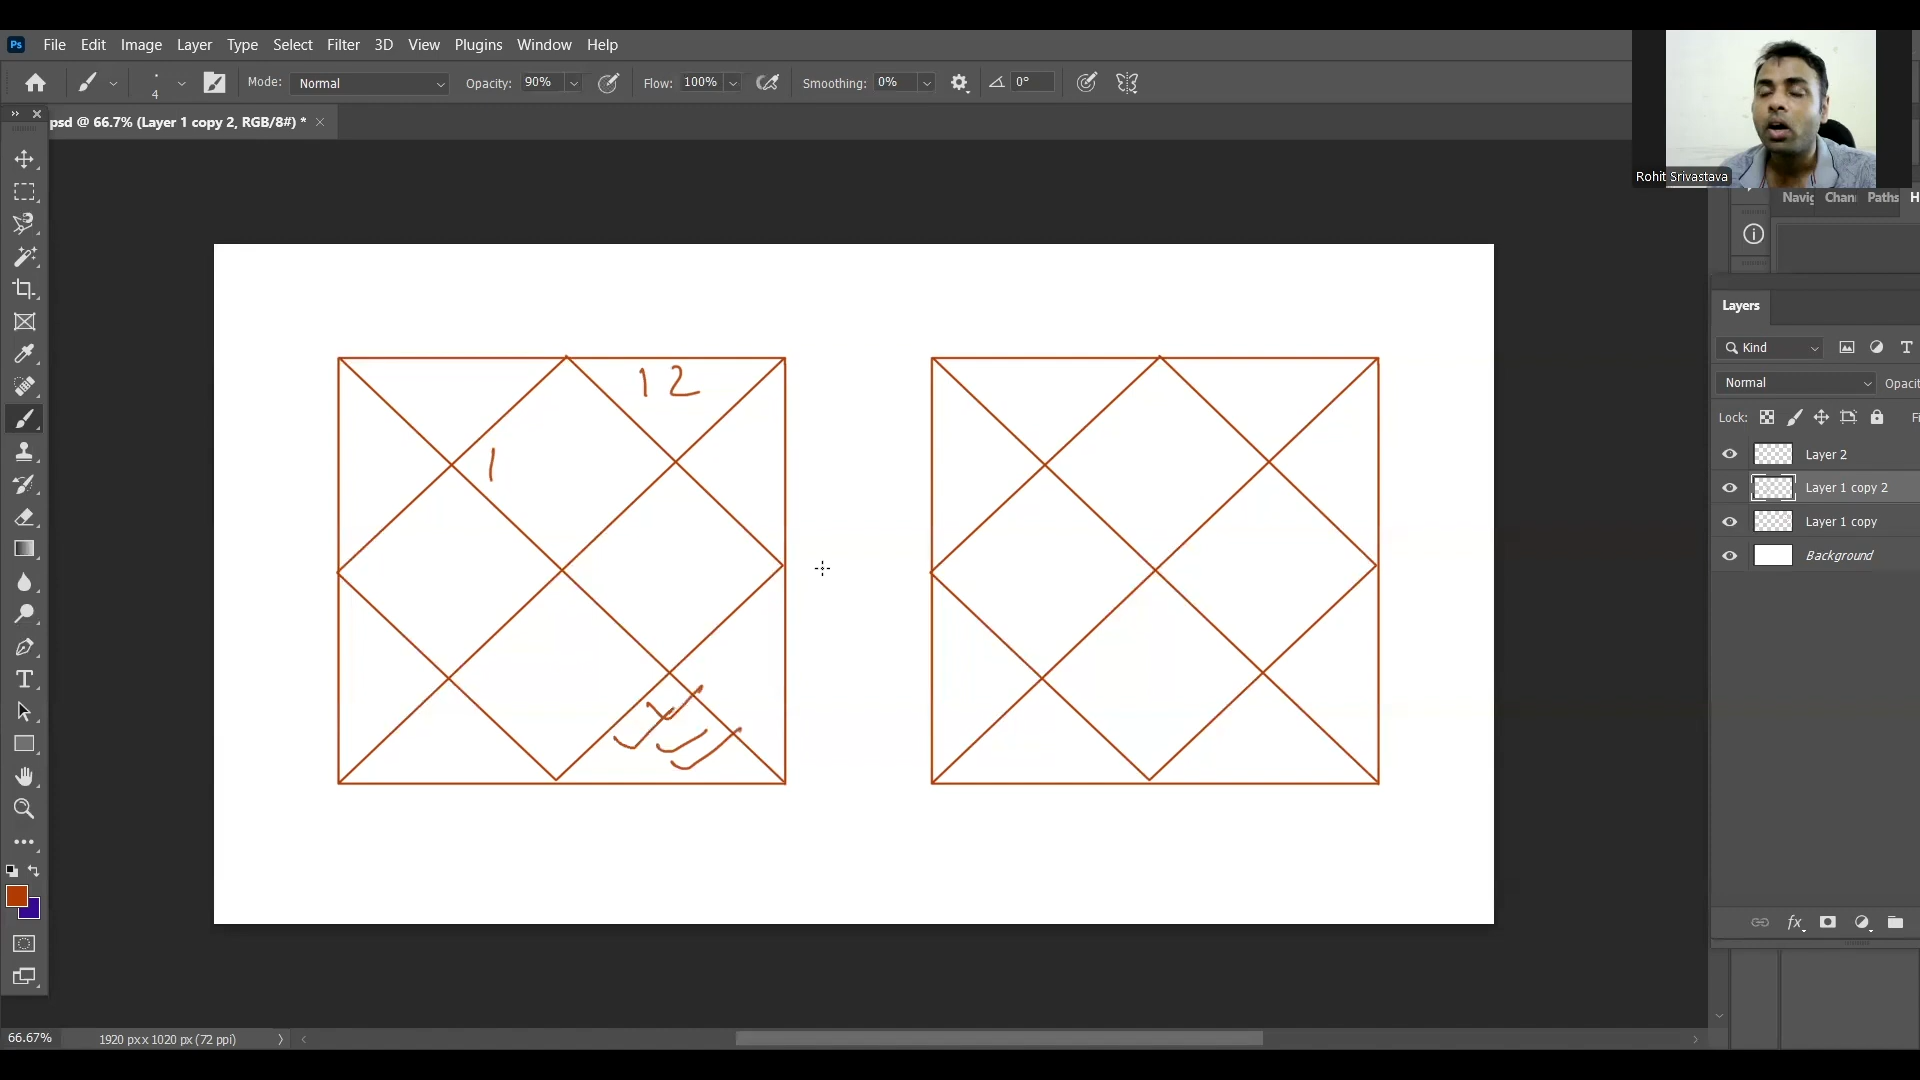 Ps File Edit Image Layer Type Select Filter 3D View Plugins Window Help
4 Mode: Normal Opacity: 90% Flow: 100% Smoothing: 0% 0°
psd @ 66.7% (Layer 1 copy 2, RGB/8#) *
Rohit Srivastava
Paths
Layers
Kind
Normal
Lock:
Layer 2
Layer 1 copy 2
Layer 1 copy
Background
fx
12
1
66.67% 1920 px x 1020 px (72 ppi)